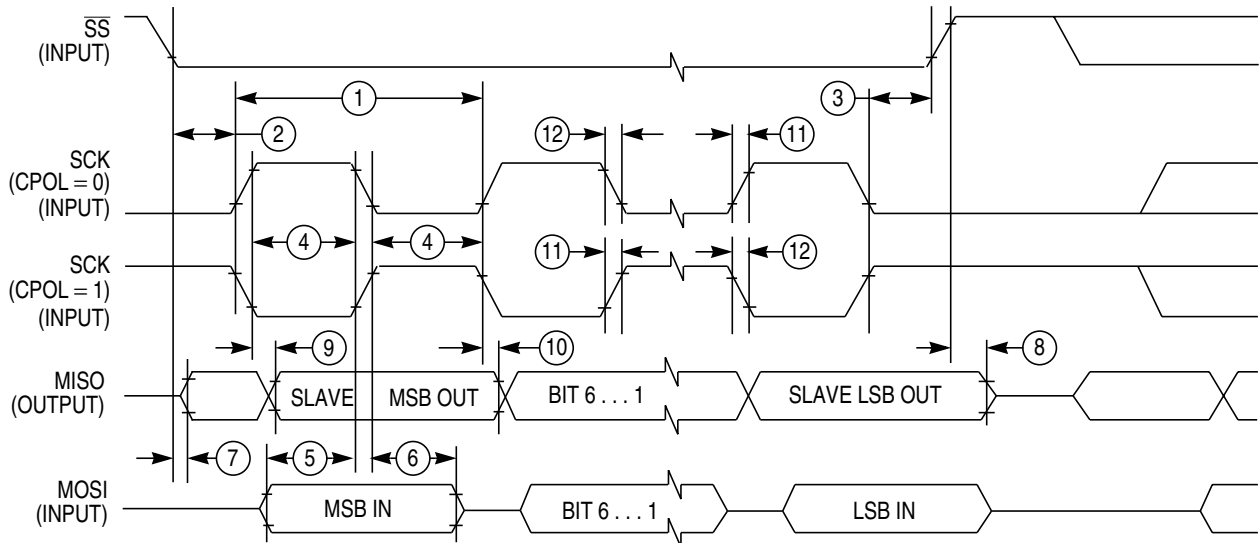 SS
(INPUT)
1
3
2
12
11
SCK
(CPOL = 0)
(INPUT)
4
4
11
12
SCK
(CPOL = 1)
(INPUT)
9
10
8
MISO
(OUTPUT)
SLAVE
MSB OUT
BIT 6 . . . 1
SLAVE LSB OUT
7
5
6
MOSI
(INPUT)
MSB IN
BIT 6 . . . 1
LSB IN